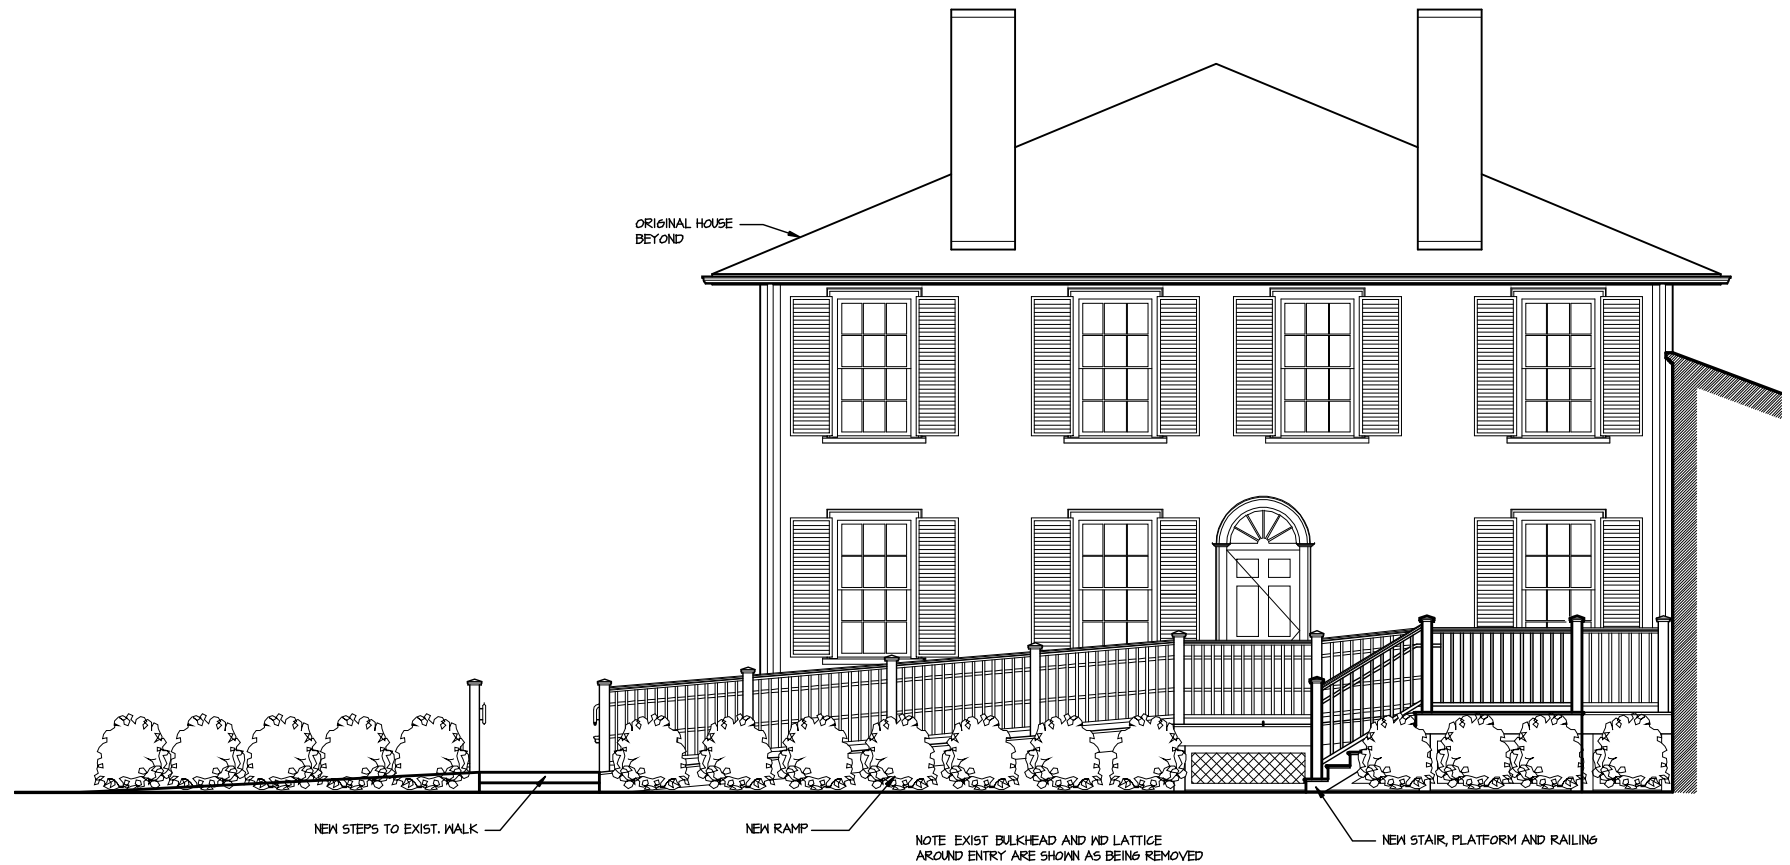 ORIGINAL HOUSE
BEYOND
NEW STEPS TO EXIST. WALK
NEW RAMP
NOTE EXIST BULKHEAD AND WD LATTICE
AROUND ENTRY ARE SHOWN AS BEING REMOVED
NEW STAIR, PLATFORM AND RAILING